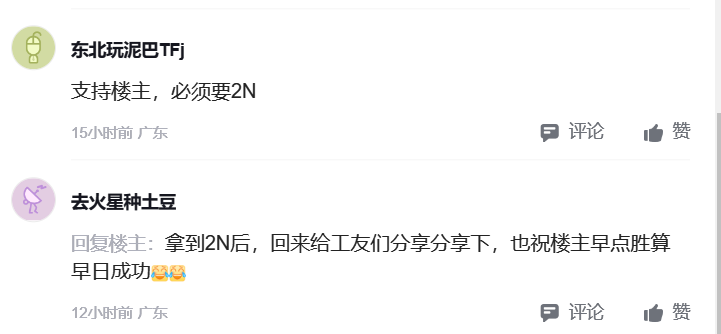 东北玩泥巴TFj
支持楼主，必须要2N
15小时前 广东
评论 赞
去火星种土豆
回复楼主：拿到2N后，回来给工友们分享分享下，也祝楼主早点胜算
早日成功😂😂
12小时前 广东
评论 赞